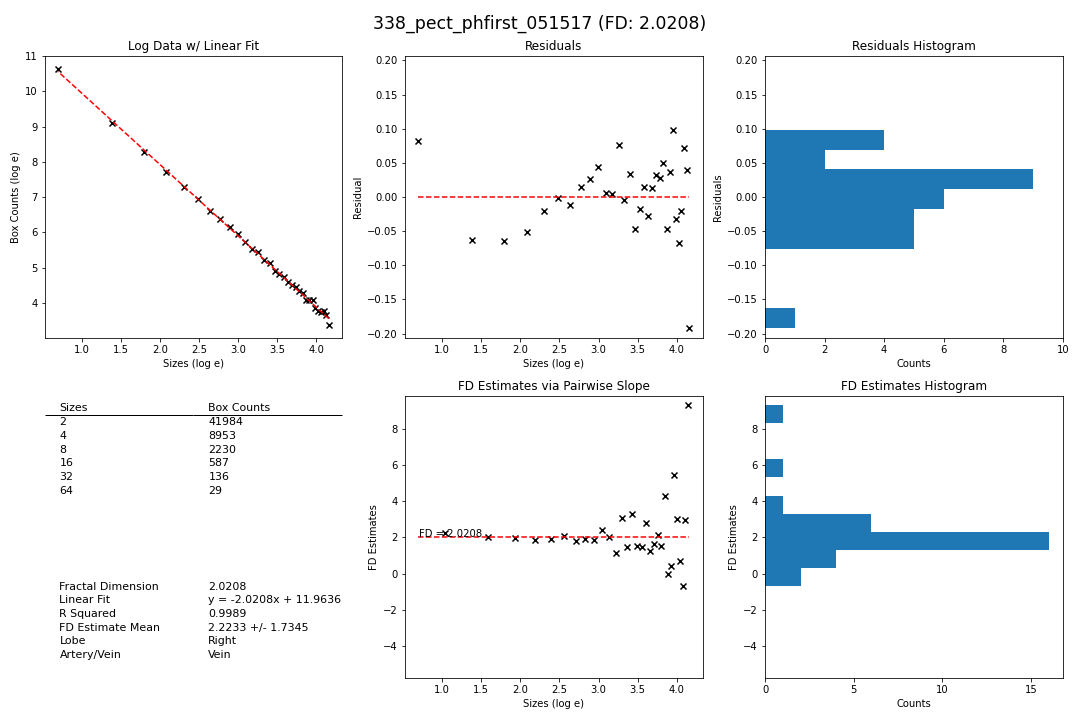 338_pect_phfirst_051517 (FD: 2.0208)
Log Data w/ Linear Fit
Box Counts (log e)
11
10
9
8
7
6
5
4
1.0 1.5 2.0 2.5 3.0 3.5 4.0
Sizes (log e)
Residuals
Residual
0.20
0.15
0.10
0.05
0.00
−0.05
−0.10
−0.15
−0.20
1.0 1.5 2.0 2.5 3.0 3.5 4.0
Sizes (log e)
Residuals Histogram
Residuals
0.20
0.15
0.10
0.05
0.00
−0.05
−0.10
−0.15
−0.20
0 2 4 6 8 10
Counts
Sizes Box Counts
2 41984
4 8953
8 2230
16 587
32 136
64 29
Fractal Dimension 2.0208
Linear Fit y = -2.0208x + 11.9636
R Squared 0.9989
FD Estimate Mean 2.2233 +/- 1.7345
Lobe Right
Artery/Vein Vein
FD Estimates via Pairwise Slope
FD Estimates
8
6
4
2
0
−2
−4
FD = 2.0208
1.0 1.5 2.0 2.5 3.0 3.5 4.0
Sizes (log e)
FD Estimates Histogram
FD Estimates
8
6
4
2
0
−2
−4
0 5 10 15
Counts